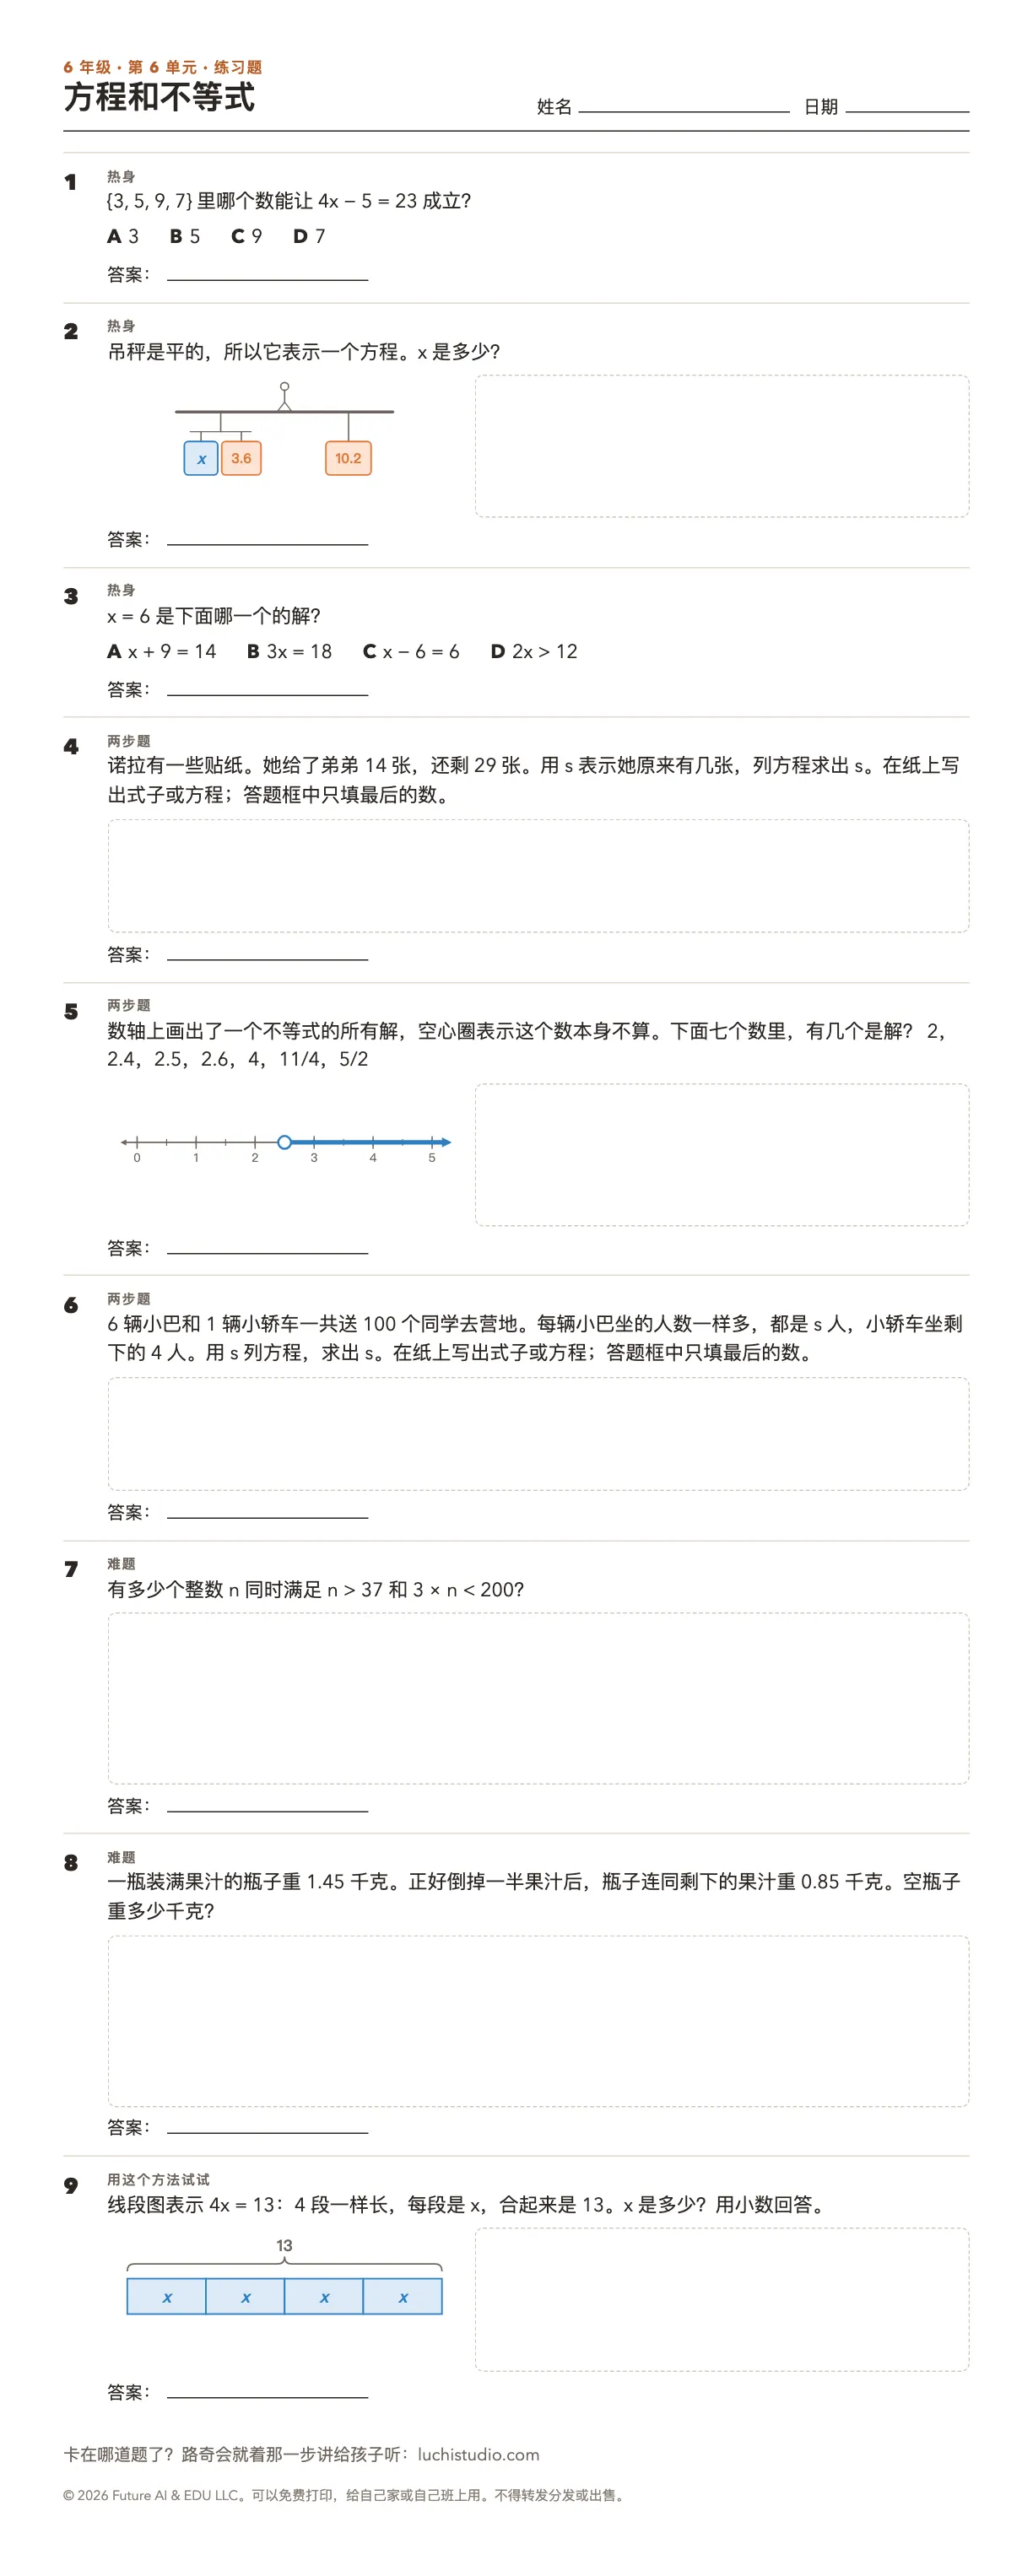 6 年级 · 第 6 单元 · 练习题
方程和不等式
姓名 日期
1
热身
{3, 5, 9, 7} 里哪个数能让 4x − 5 = 23 成立？
A 3 B 5 C 9 D 7
答案：
2
热身
吊秤是平的，所以它表示一个方程。x 是多少？
x 3.6 10.2
答案：
3
热身
x = 6 是下面哪一个的解？
A x + 9 = 14 B 3x = 18 C x − 6 = 6 D 2x > 12
答案：
4
两步题
诺拉有一些贴纸。她给了弟弟 14 张，还剩 29 张。用 s 表示她原来有几张，列方程求出 s。在纸上写
出式子或方程；答题框中只填最后的数。
答案：
5
两步题
数轴上画出了一个不等式的所有解，空心圈表示这个数本身不算。下面七个数里，有几个是解？ 2，
2.4，2.5，2.6，4，11/4，5/2
0 1 2 3 4 5
答案：
6
两步题
6 辆小巴和 1 辆小轿车一共送 100 个同学去营地。每辆小巴坐的人数一样多，都是 s 人，小轿车坐剩
下的 4 人。用 s 列方程，求出 s。在纸上写出式子或方程；答题框中只填最后的数。
答案：
7
难题
有多少个整数 n 同时满足 n > 37 和 3 × n < 200？
答案：
8
难题
一瓶装满果汁的瓶子重 1.45 千克。正好倒掉一半果汁后，瓶子连同剩下的果汁重 0.85 千克。空瓶子
重多少千克？
答案：
9
用这个方法试试
线段图表示 4x = 13：4 段一样长，每段是 x，合起来是 13。x 是多少？用小数回答。
13
x x x x
答案：
卡在哪道题了？路奇会就着那一步讲给孩子听：luchistudio.com
© 2026 Future AI & EDU LLC。可以免费打印，给自己家或自己班上用。不得转发分发或出售。